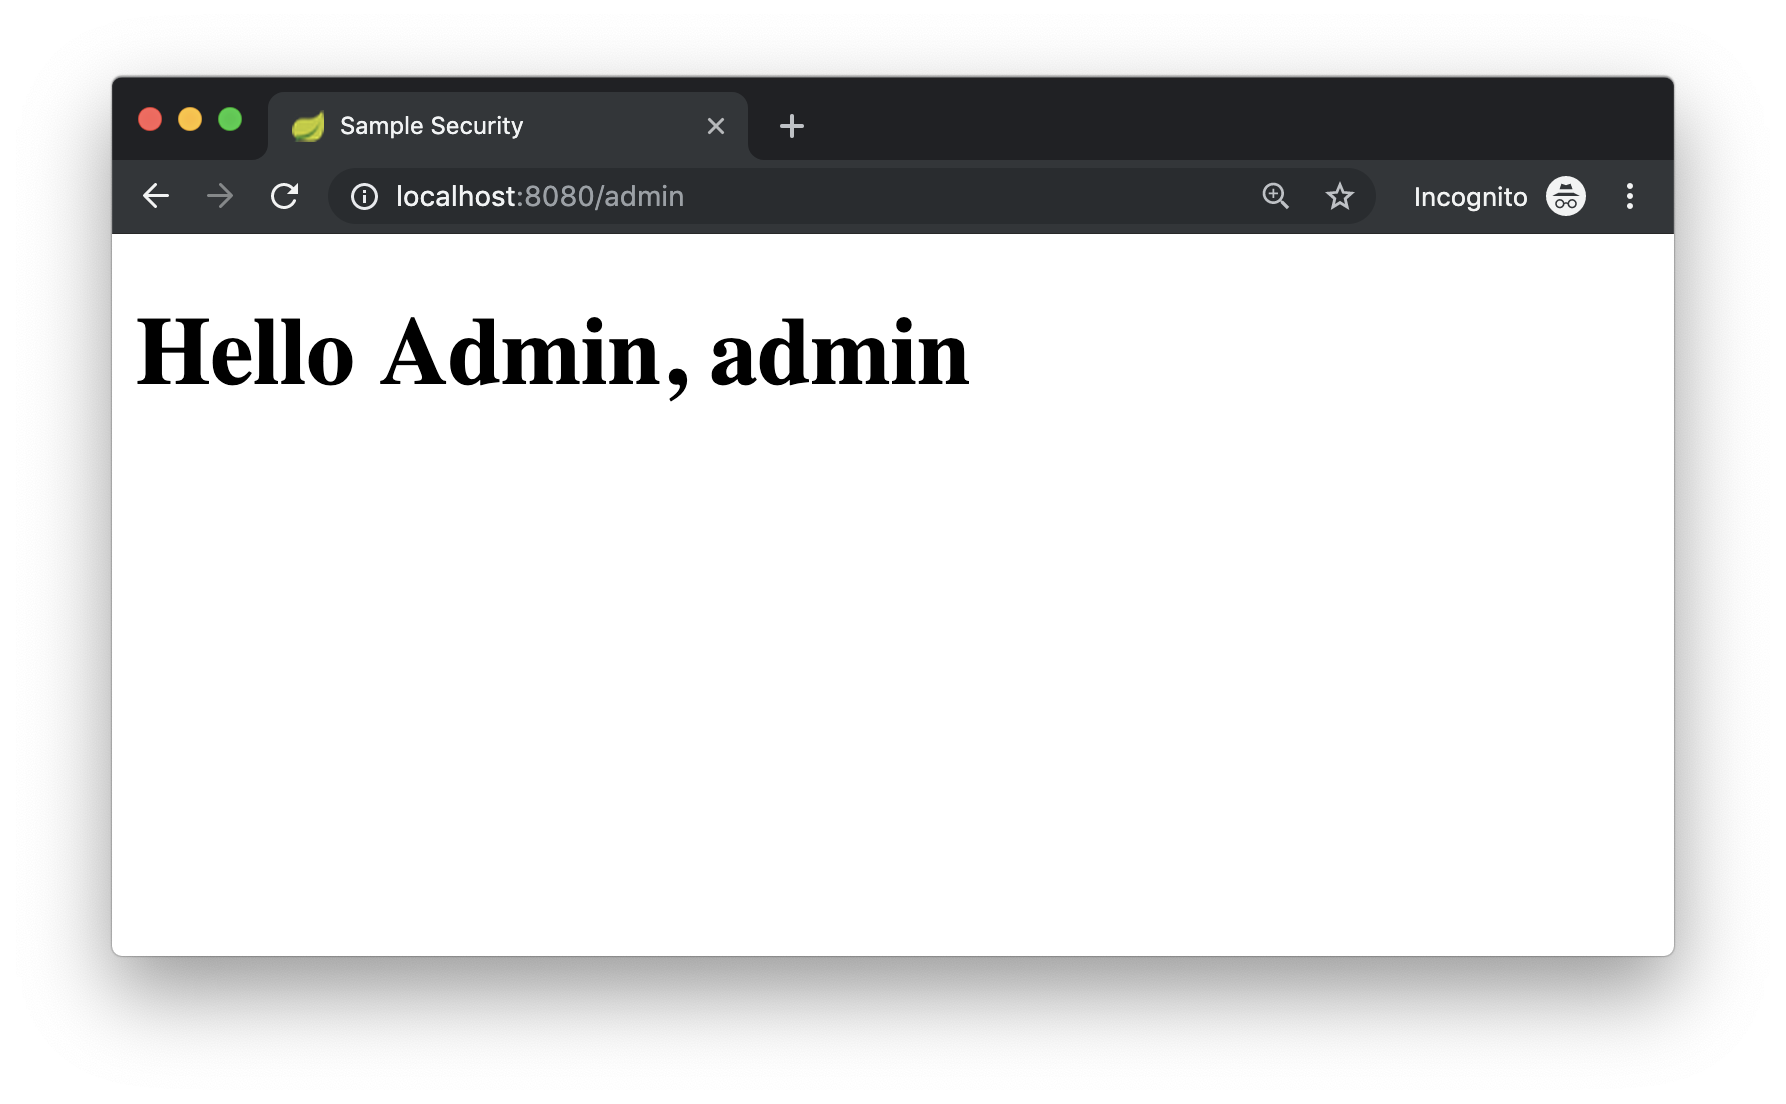 Sample Security
localhost:8080/admin
Incognito
Hello Admin, admin